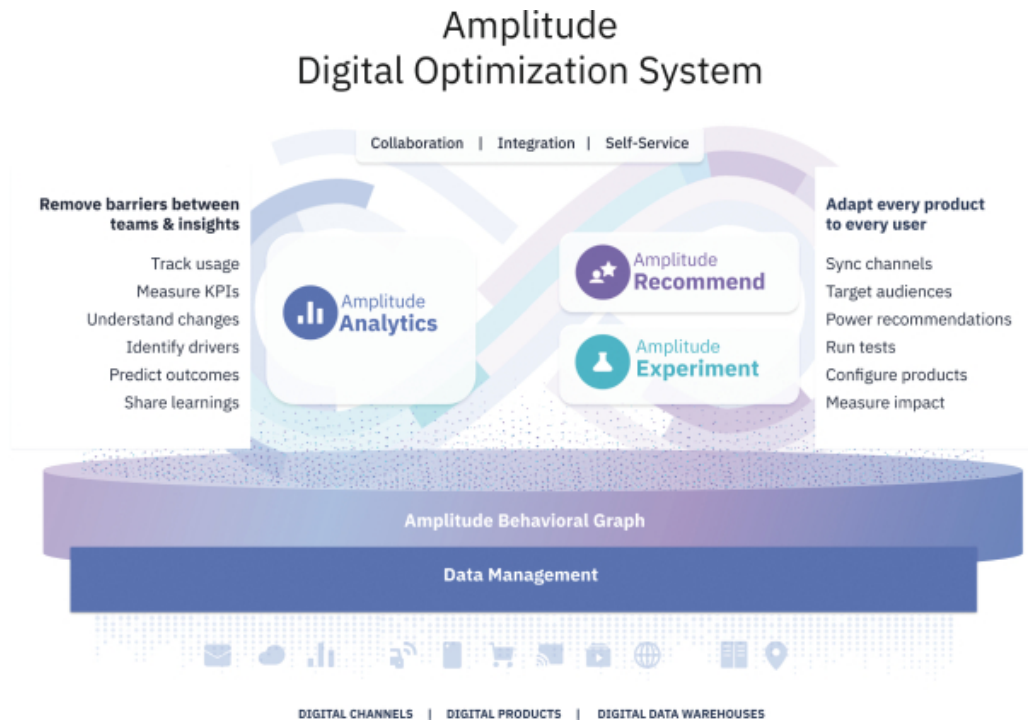 Amplitude
Digital Optimization System
Collaboration | Integration | Self-Service
Remove barriers between
teams & insights
Track usage
Measure KPIs
Understand changes
Identify drivers
Predict outcomes
Share learnings
Amplitude
Analytics
Amplitude
Recommend
Amplitude
Experiment
Adapt every product
to every user
Sync channels
Target audiences
Power recommendations
Run tests
Configure products
Measure impact
Amplitude Behavioral Graph
Data Management
DIGITAL CHANNELS | DIGITAL PRODUCTS | DIGITAL DATA WAREHOUSES